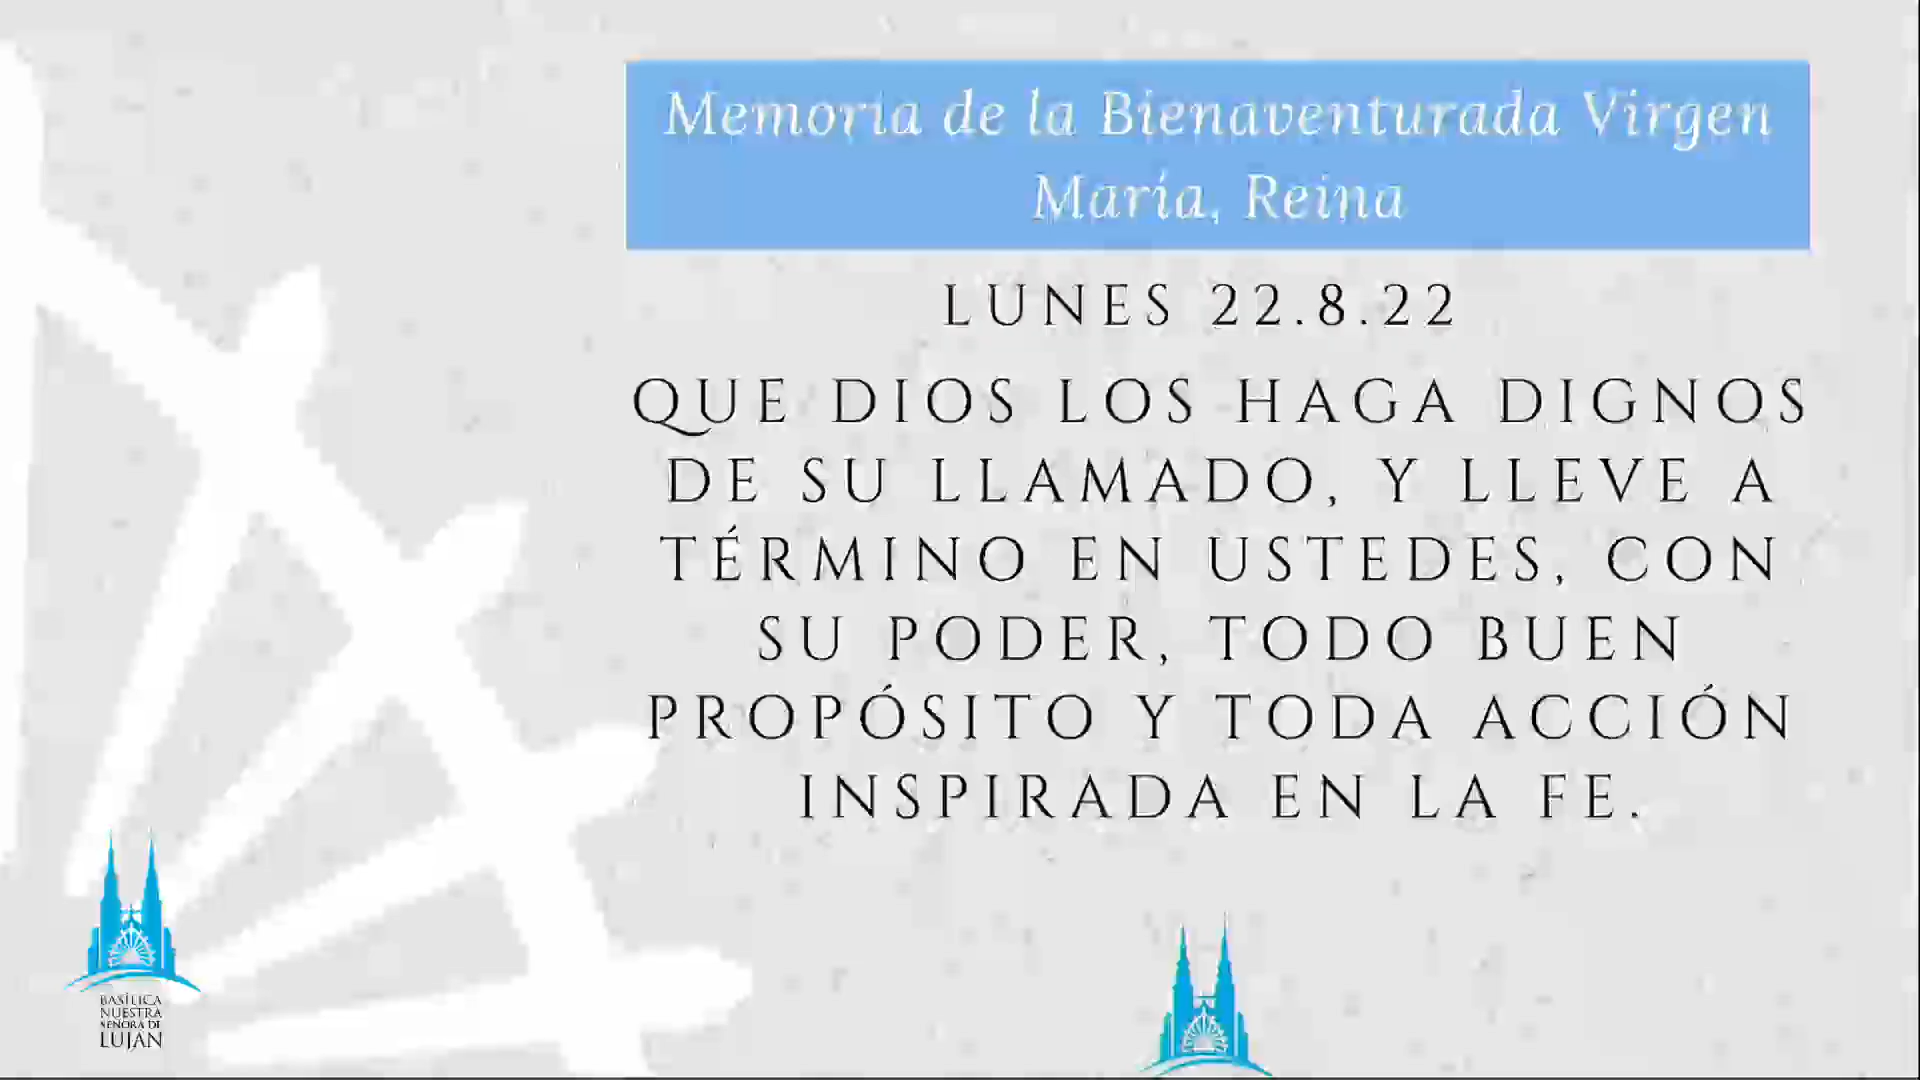 Memoria de la Bienaventurada Virgen
María, Reina
LUNES 22.8.22
QUE DIOS LOS HAGA DIGNOS
DE SU LLAMADO, Y LLEVE A
TÉRMINO EN USTEDES, CON
SU PODER, TODO BUEN
PROPÓSITO Y TODA ACCIÓN
INSPIRADA EN LA FE.
BASÍLICA
NUESTRA
SEÑORA DE
LUJÁN